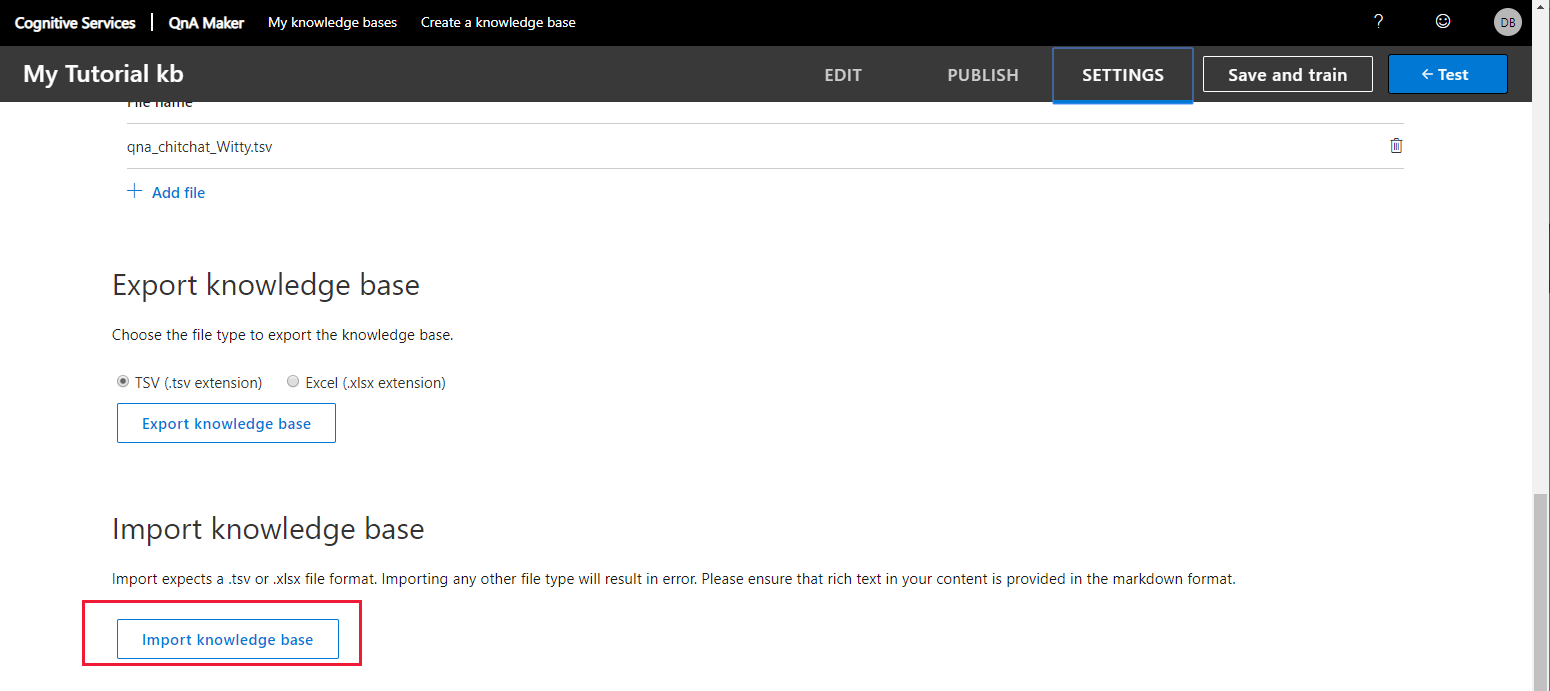 Cognitive Services | QnA Maker My knowledge bases Create a knowledge base ? DB
My Tutorial kb EDIT PUBLISH SETTINGS Save and train ← Test
File name
qna_chitchat_Witty.tsv
+ Add file
Export knowledge base
Choose the file type to export the knowledge base.
TSV (.tsv extension) Excel (.xlsx extension)
Export knowledge base
Import knowledge base
Import expects a .tsv or .xlsx file format. Importing any other file type will result in error. Please ensure that rich text in your content is provided in the markdown format.
Import knowledge base